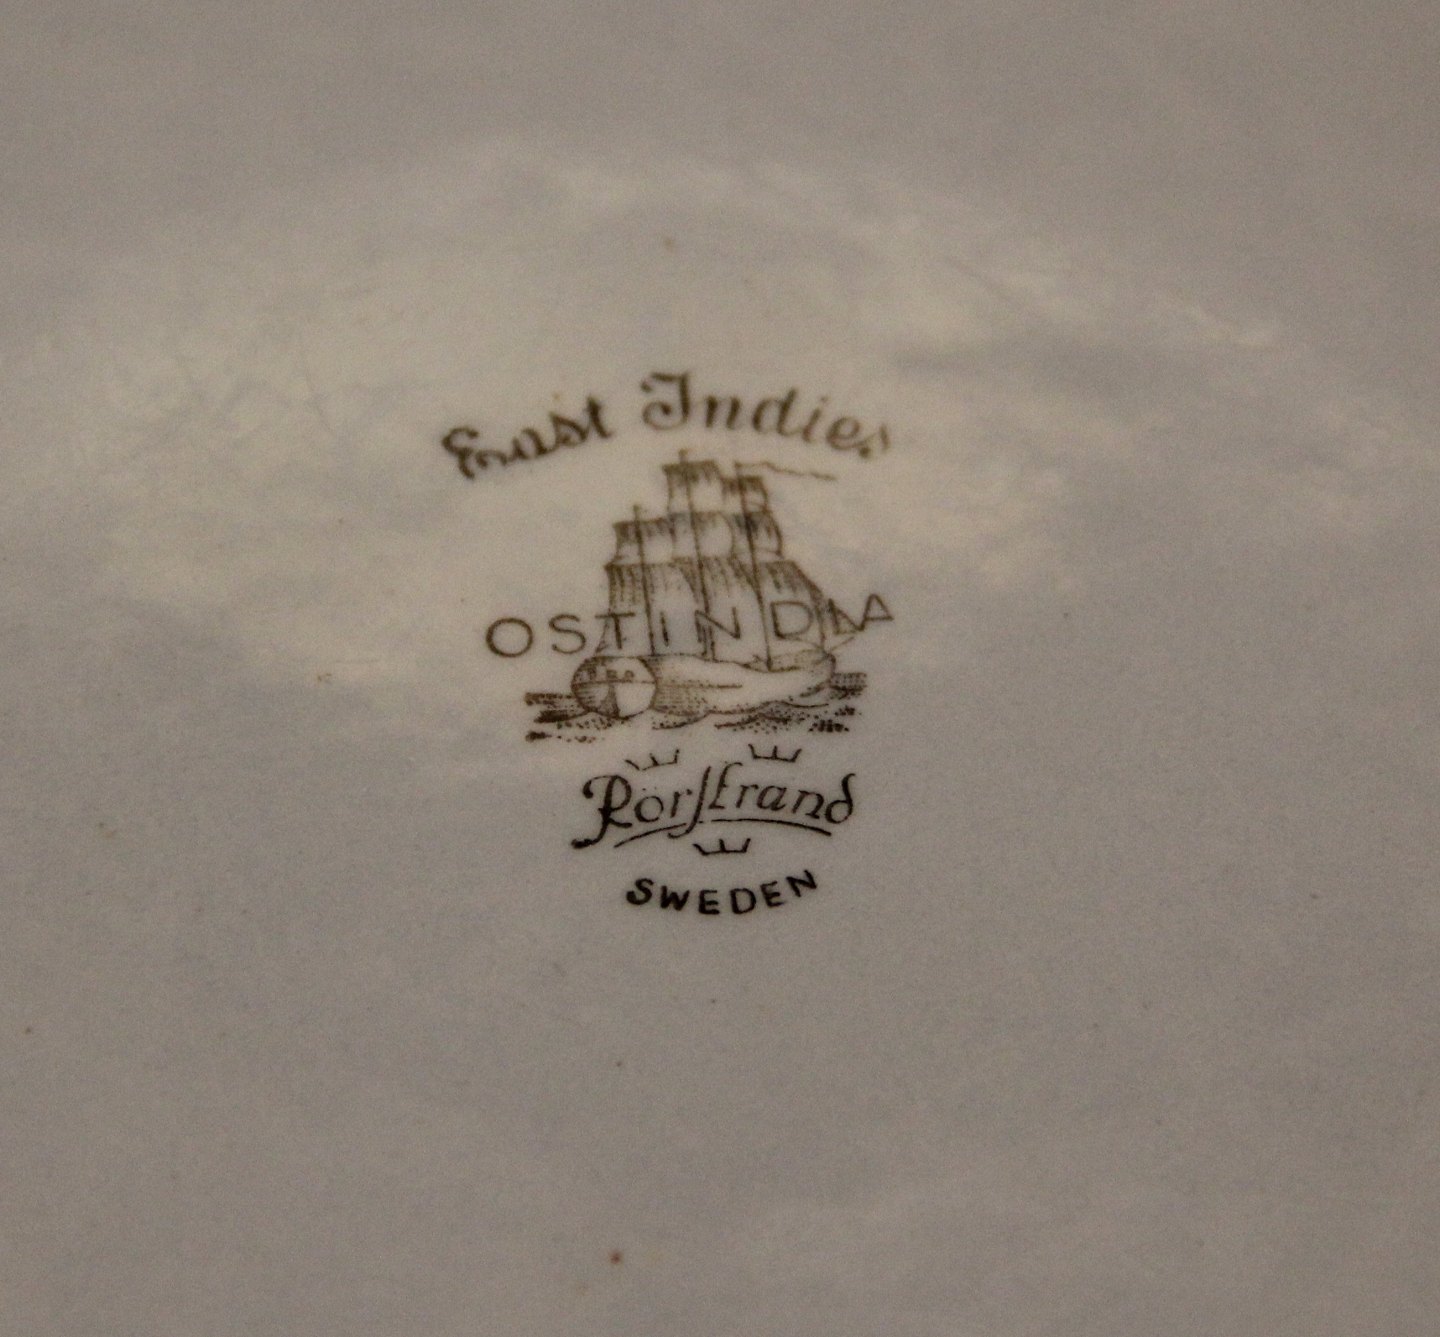 East Indies
OSTINDIA
Rörstrand
SWEDEN